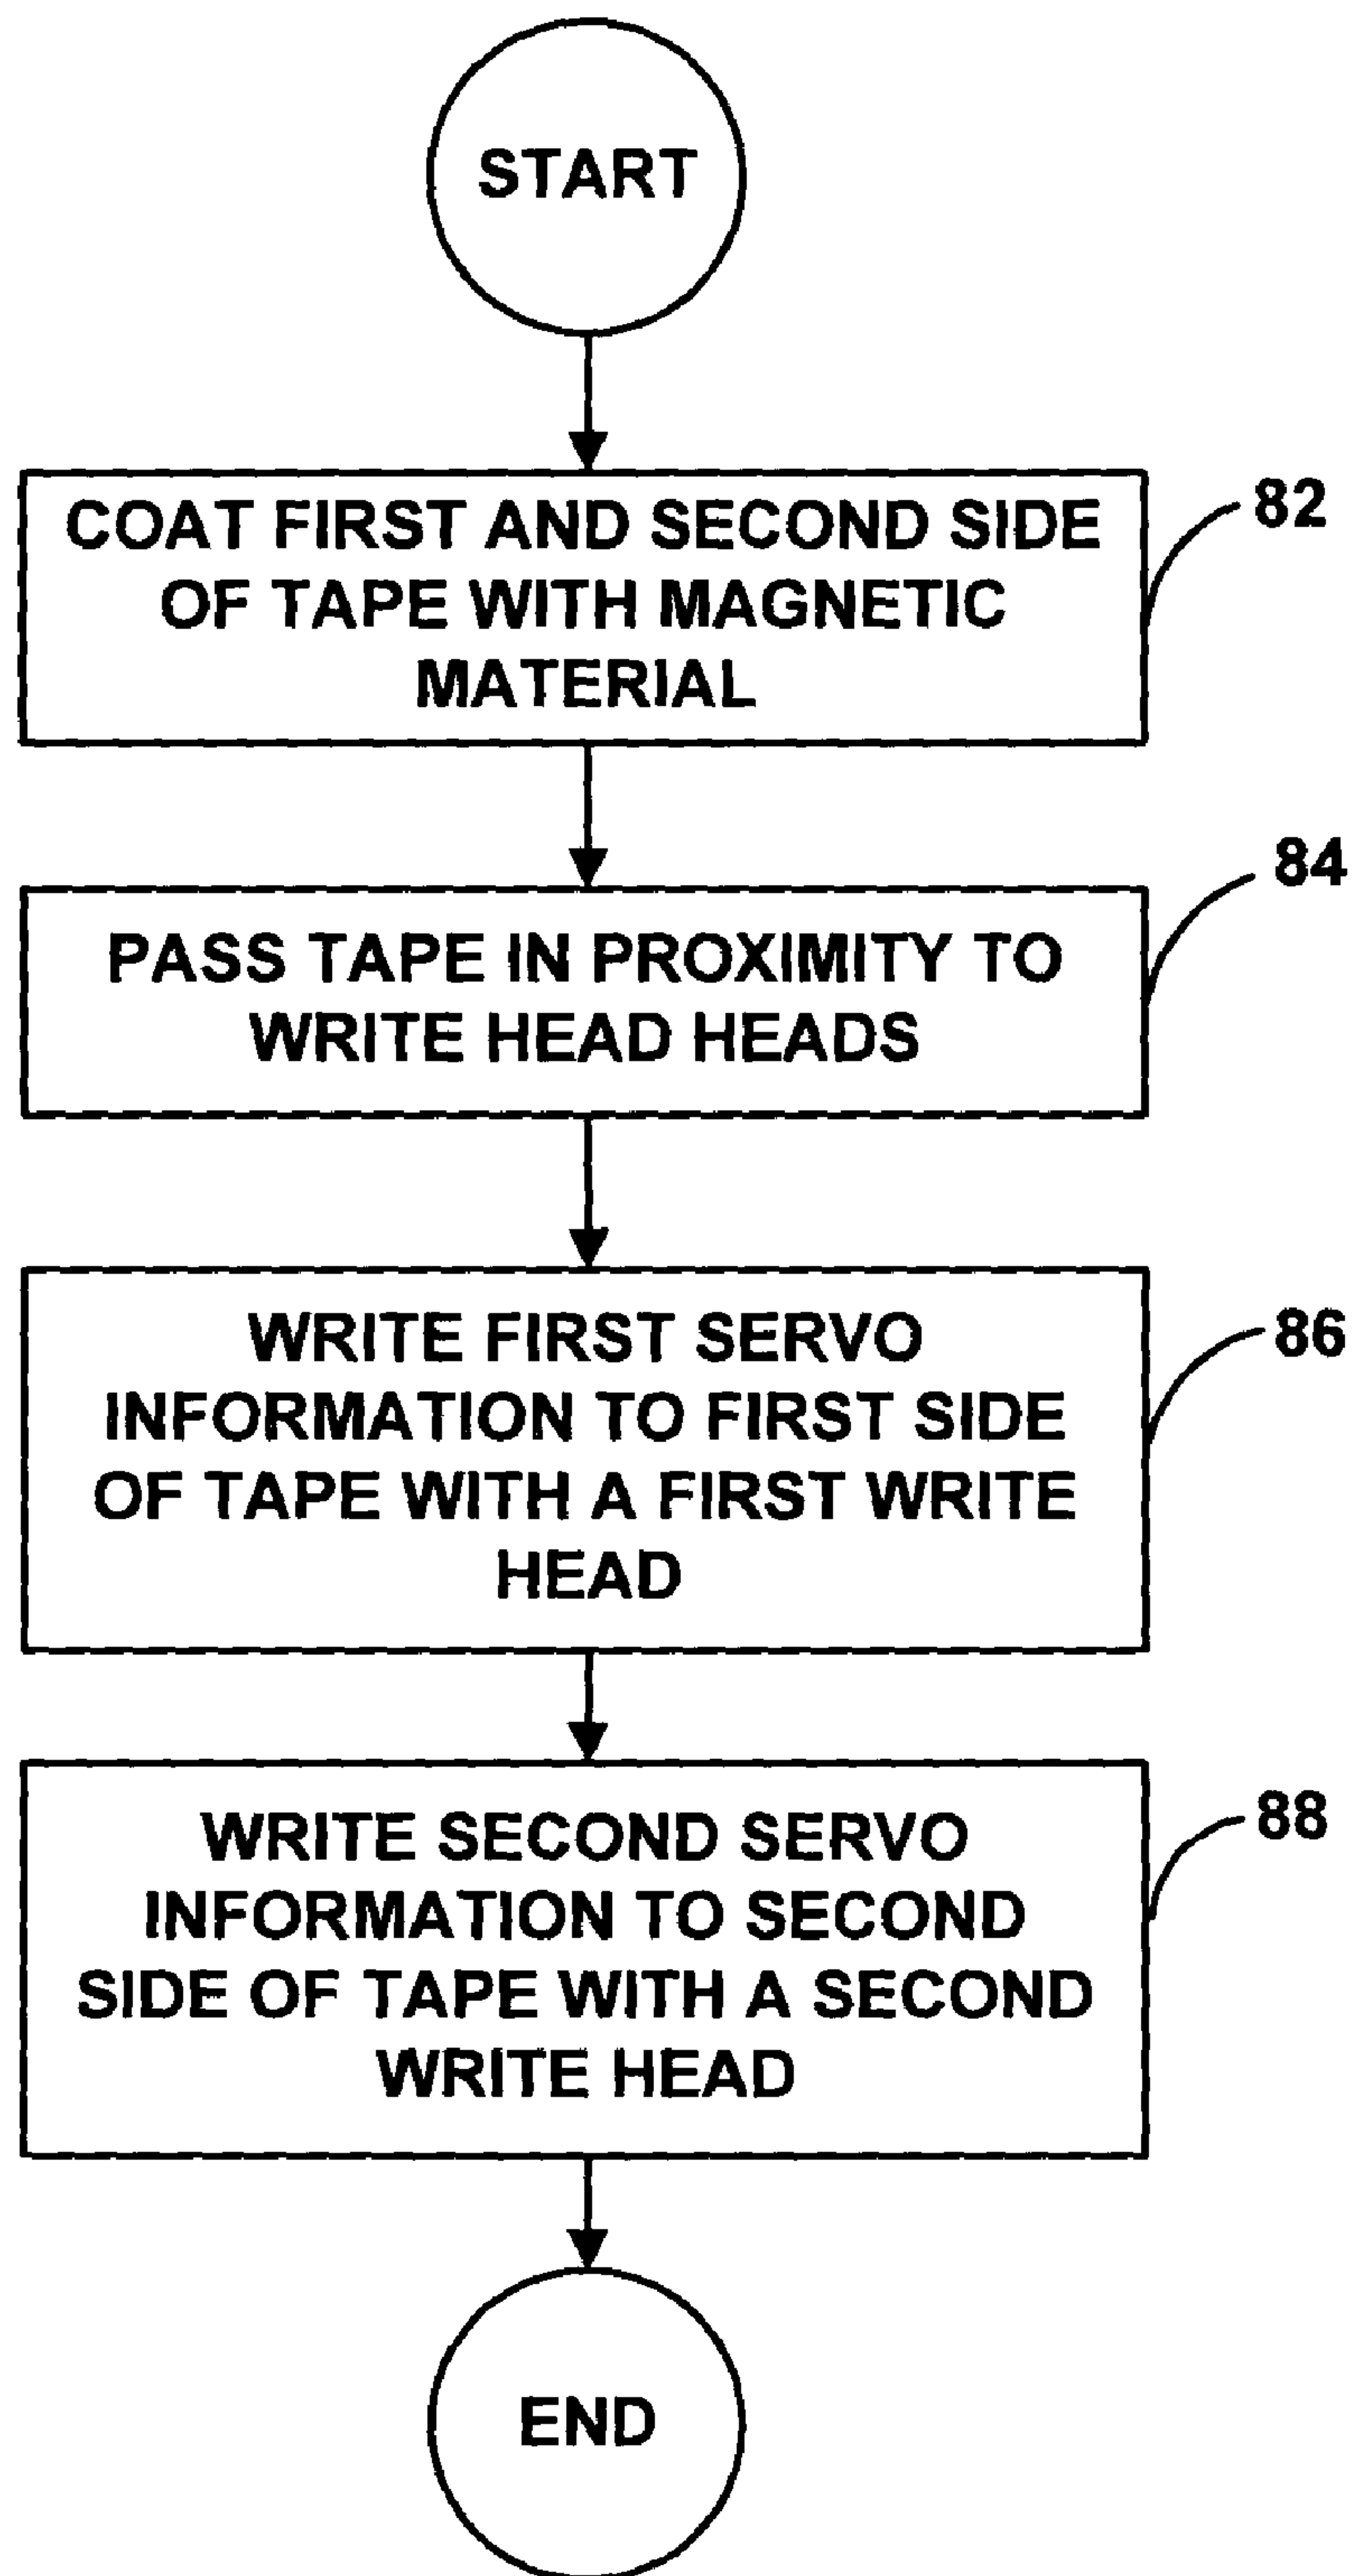 START
COAT FIRST AND SECOND SIDE
OF TAPE WITH MAGNETIC
MATERIAL
82
PASS TAPE IN PROXIMITY TO
WRITE HEAD HEADS
84
WRITE FIRST SERVO
INFORMATION TO FIRST SIDE
OF TAPE WITH A FIRST WRITE
HEAD
86
WRITE SECOND SERVO
INFORMATION TO SECOND
SIDE OF TAPE WITH A SECOND
WRITE HEAD
88
END